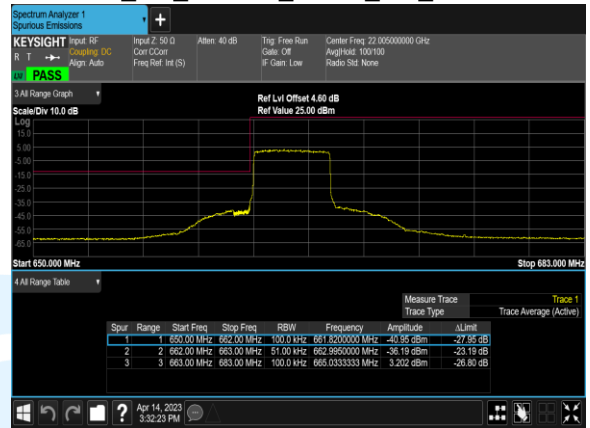 Spectrum Analyzer 1
Spurious Emissions
+
KEYSIGHT Input: RF Input Z: 50 Ω Atten: 40 dB Trig: Free Run Center Freq: 22.005000000 GHz
R T Coupling: DC Corr CCorr Gate: Off Avg|Hold: 100/100
Align: Auto Freq Ref: Int (S) IF Gain: Low Radio Std: None
PASS
3 All Range Graph
Ref Lvl Offset 4.60 dB
Scale/Div 10.0 dB Ref Value 25.00 dBm
Log
15.0
5.00
-5.00
-15.0
-25.0
-35.0
-45.0
-55.0
-65.0
Start 650.000 MHz Stop 683.000 MHz
4 All Range Table
Measure Trace Trace 1
Trace Type Trace Average (Active)
Spur Range Start Freq Stop Freq RBW Frequency Amplitude ΔLimit
1 1 650.00 MHz 662.00 MHz 100.0 kHz 661.8200000 MHz -40.95 dBm -27.95 dB
2 2 662.00 MHz 663.00 MHz 51.00 kHz 662.9950000 MHz -36.19 dBm -23.19 dB
3 3 663.00 MHz 683.00 MHz 100.0 kHz 665.0333333 MHz 3.202 dBm -26.80 dB
?
Apr 14, 2023
3:32:23 PM